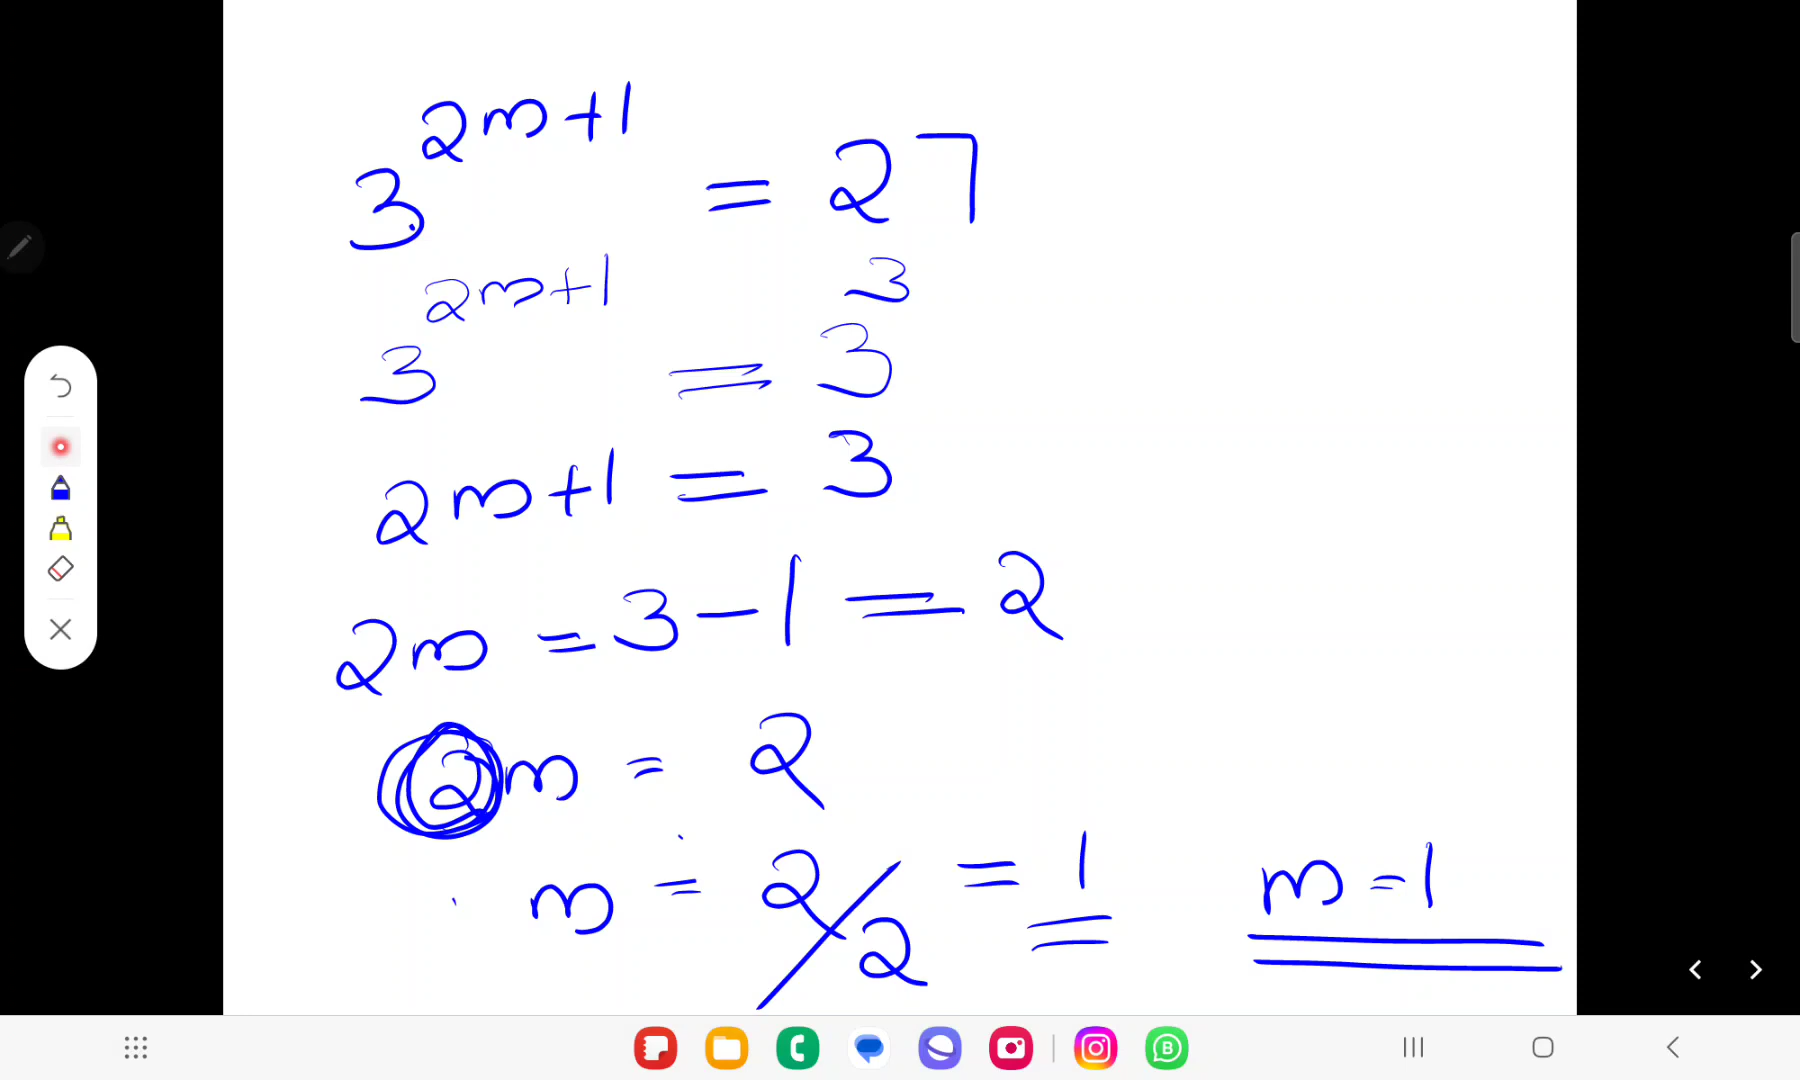 3^{2m+1} = 27
3^{2m+1} = 3^3
2m+1 = 3
2m = 3-1 = 2
2m = 2
m = 2/2 = 1 m = 1